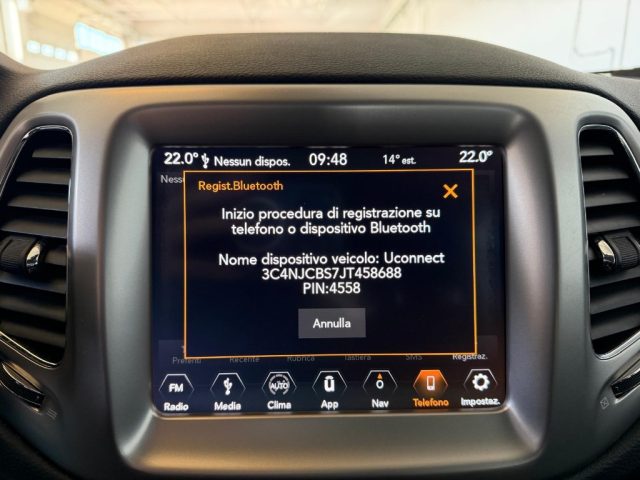 22.0° Nessun dispos. 09:48 14° est. 22.0°
Regist.Bluetooth
Inizio procedura di registrazione su
telefono o dispositivo Bluetooth
Nome dispositivo veicolo: Uconnect
3C4NJCBS7JT458688
PIN:4558
Annulla
Preferiti Recente Rubrica Tastiera SMS Registraz.
FM AUTO
Radio Media Clima App Nav Telefono Impostaz.